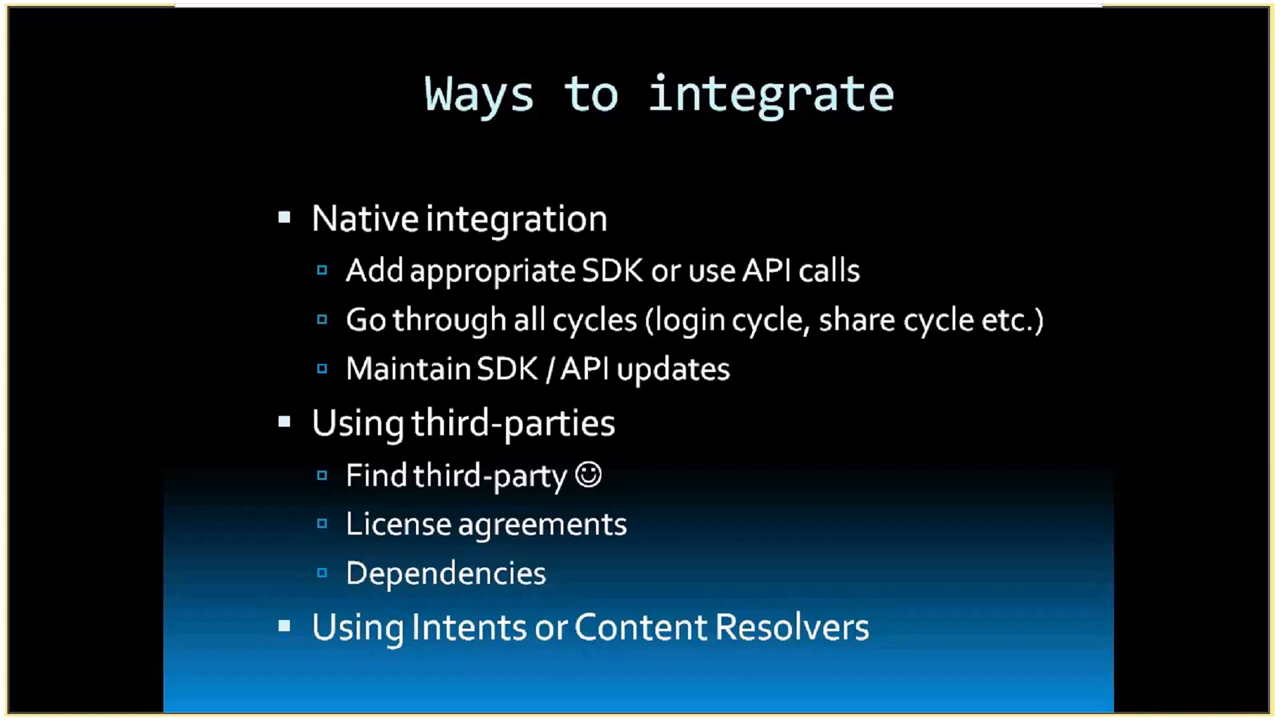 Ways to integrate
Native integration
Add appropriate SDK or use API calls
Go through all cycles (login cycle, share cycle etc.)
Maintain SDK / API updates
Using third-parties
Find third-party ☺
License agreements
Dependencies
Using Intents or Content Resolvers